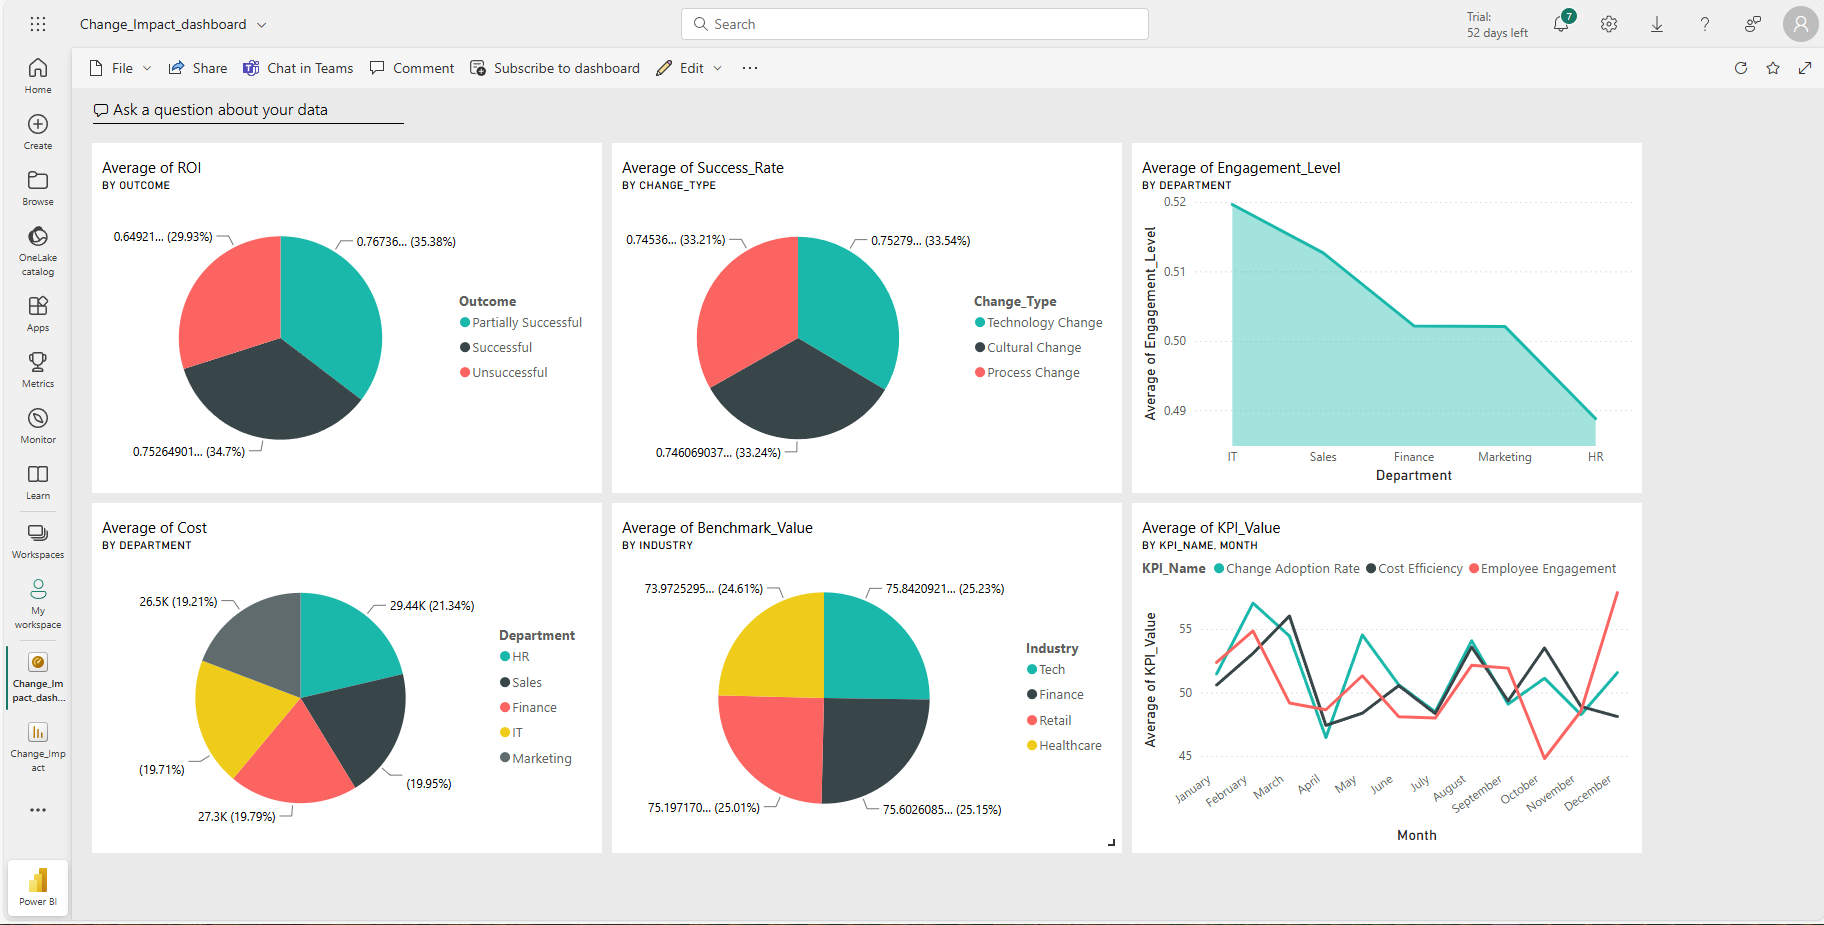 Change_Impact_dashboard
Search
Trial:
52 days left
7
File
Share
Chat in Teams
Comment
Subscribe to dashboard
Edit
Home
Create
Browse
OneLake
catalog
Apps
Metrics
Monitor
Learn
Workspaces
My
workspace
Change_Im
pact_dash...
Change_Imp
act
Power BI
Ask a question about your data
Average of ROI
BY OUTCOME
0.64921... (29.93%)
0.76736... (35.38%)
0.75264901... (34.7%)
Outcome
Partially Successful
Successful
Unsuccessful
Average of Success_Rate
BY CHANGE_TYPE
0.74536... (33.21%)
0.75279... (33.54%)
0.746069037... (33.24%)
Change_Type
Technology Change
Cultural Change
Process Change
Average of Engagement_Level
BY DEPARTMENT
Average of Engagement_Level
0.52
0.51
0.50
0.49
IT
Sales
Finance
Marketing
HR
Department
Average of Cost
BY DEPARTMENT
26.5K (19.21%)
29.44K (21.34%)
(19.71%)
(19.95%)
27.3K (19.79%)
Department
HR
Sales
Finance
IT
Marketing
Average of Benchmark_Value
BY INDUSTRY
73.9725295... (24.61%)
75.8420921... (25.23%)
75.197170... (25.01%)
75.6026085... (25.15%)
Industry
Tech
Finance
Retail
Healthcare
Average of KPI_Value
BY KPI_NAME, MONTH
KPI_Name
Change Adoption Rate
Cost Efficiency
Employee Engagement
Average of KPI_Value
55
50
45
January
February
March
April
May
June
July
August
September
October
November
December
Month